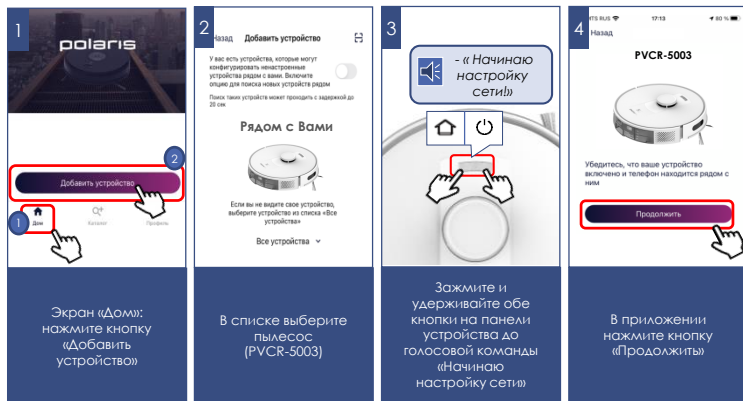 1
polaris
2
Добавить устройство
1
Дом
Каталог
Профиль
Экран «Дом»:
нажмите кнопку
«Добавить
устройство»
2
Назад
Добавить устройство
У вас есть устройства, которые могут
конфигурировать ненастроенные
устройства рядом с вами. Включите
опцию для поиска новых устройств рядом
Поиск таких устройств может проходить с задержкой до
20 сек
Рядом с Вами
Если вы не видите свое устройство,
выберите устройство из списка «Все
устройства»
Все устройства
В списке выберите
пылесос
(PVCR-5003)
3
- « Начинаю
настройку
сети!»
Зажмите и
удерживайте обе
кнопки на панели
устройства до
голосовой команды
«Начинаю
настройку сети»
4
MTS RUS 17:13 80 %
Назад
PVCR-5003
Убедитесь, что ваше устройство
включено и телефон находится рядом с
ним
Продолжить
В приложении
нажмите кнопку
«Продолжить»